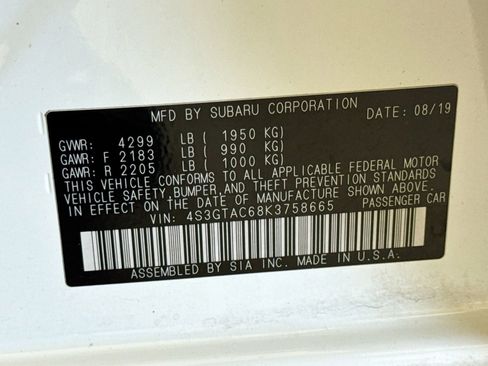 MFD BY SUBARU CORPORATION DATE: 08/19
GVWR: 4299 LB ( 1950 KG)
GAWR: F 2183 LB ( 990 KG)
GAWR: R 2205 LB ( 1000 KG)
THIS VEHICLE CONFORMS TO ALL APPLICABLE FEDERAL MOTOR
VEHICLE SAFETY,BUMPER,AND THEFT PREVENTION STANDARDS
IN EFFECT ON THE DATE OF MANUFACTURE SHOWN ABOVE.
VIN: 4S3GTAC68K3758665 PASSENGER CAR
ASSEMBLED BY SIA INC. MADE IN U.S.A.